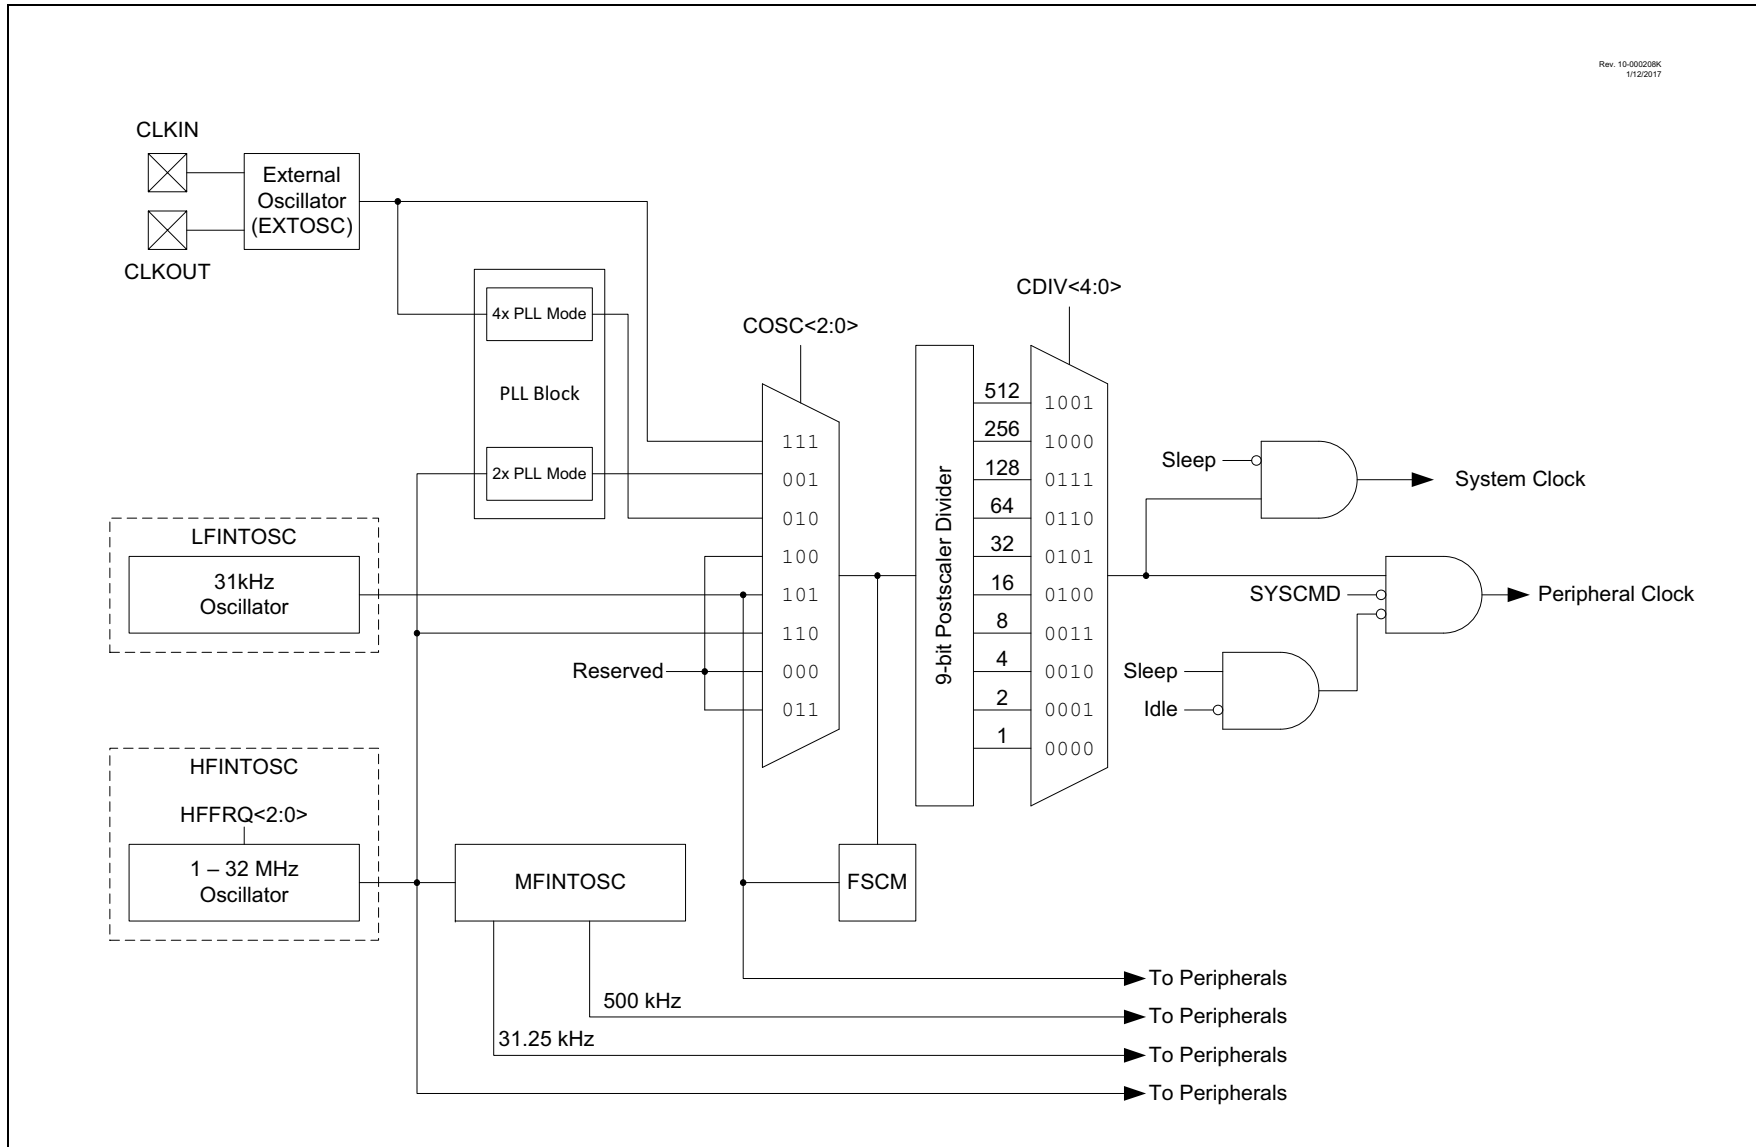 Rev. 10-000208K
1/12/2017
CLKIN
External
Oscillator
(EXTOSC)
CLKOUT
4x PLL Mode
PLL Block
2x PLL Mode
COSC<2:0>
111
001
010
100
101
110
000
011
Reserved
LFINTOSC
31kHz
Oscillator
HFINTOSC
HFFRQ<2:0>
1 – 32 MHz
Oscillator
MFINTOSC
FSCM
9-bit Postscaler Divider
CDIV<4:0>
512
256
128
64
32
16
8
4
2
1
1001
1000
0111
0110
0101
0100
0011
0010
0001
0000
Sleep
System Clock
SYSCMD
Peripheral Clock
Sleep
Idle
To Peripherals
500 kHz
To Peripherals
31.25 kHz
To Peripherals
To Peripherals